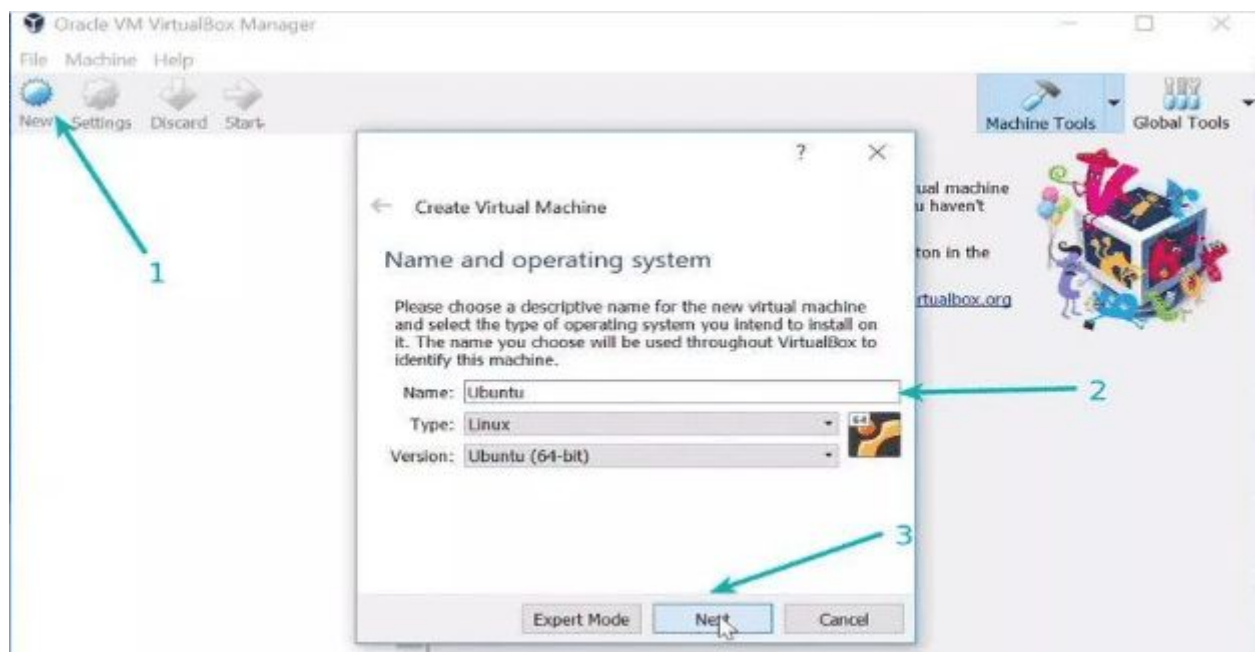 Oracle VM VirtualBox Manager
File Machine Help
New Settings Discard Start
Machine Tools Global Tools
ual machine
u haven't
ton in the
rtualbox.org
1
? ×
← Create Virtual Machine
Name and operating system
Please choose a descriptive name for the new virtual machine
and select the type of operating system you intend to install on
it. The name you choose will be used throughout VirtualBox to
identify this machine.
Name: Ubuntu
2
Type: Linux
64
Version: Ubuntu (64-bit)
3
Expert Mode Next Cancel